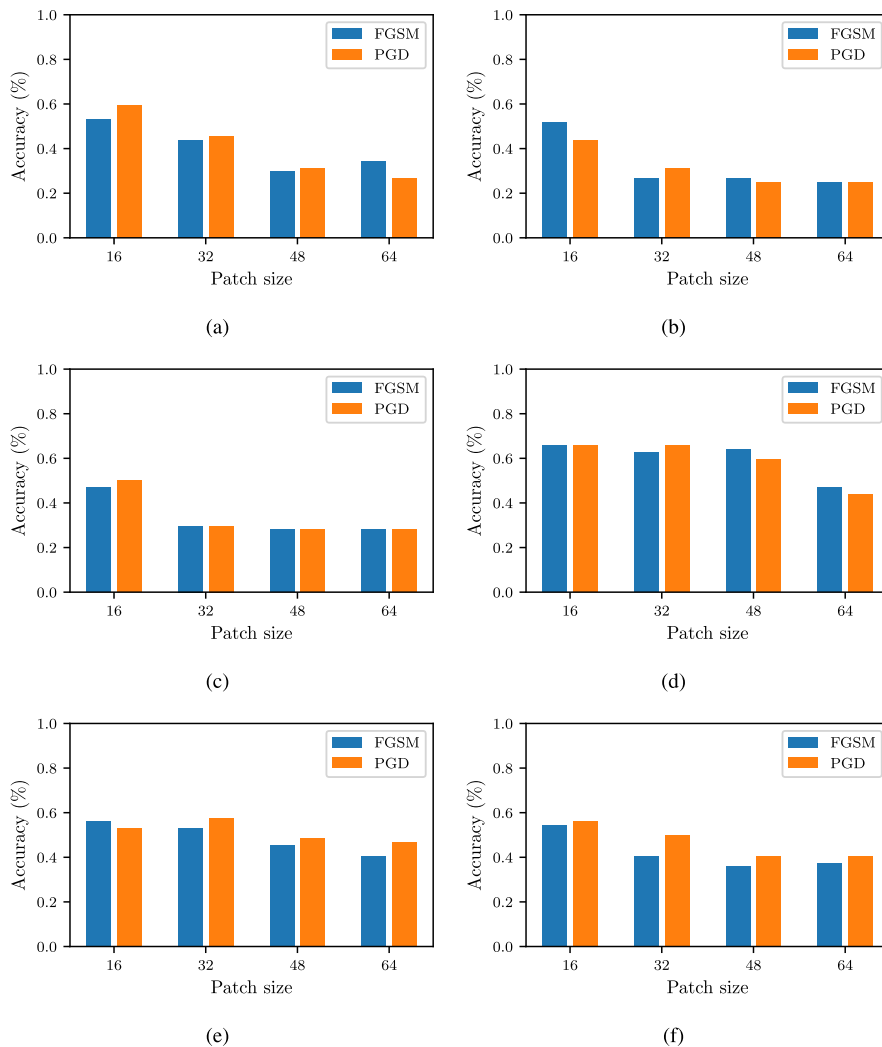 1.0
0.8
0.6
0.4
0.2
0.0
Accuracy (%)
FGSM
PGD
16 32 48 64
Patch size
(a)
1.0
0.8
0.6
0.4
0.2
0.0
Accuracy (%)
FGSM
PGD
16 32 48 64
Patch size
(b)
1.0
0.8
0.6
0.4
0.2
0.0
Accuracy (%)
FGSM
PGD
16 32 48 64
Patch size
(c)
1.0
0.8
0.6
0.4
0.2
0.0
Accuracy (%)
FGSM
PGD
16 32 48 64
Patch size
(d)
1.0
0.8
0.6
0.4
0.2
0.0
Accuracy (%)
FGSM
PGD
16 32 48 64
Patch size
(e)
1.0
0.8
0.6
0.4
0.2
0.0
Accuracy (%)
FGSM
PGD
16 32 48 64
Patch size
(f)